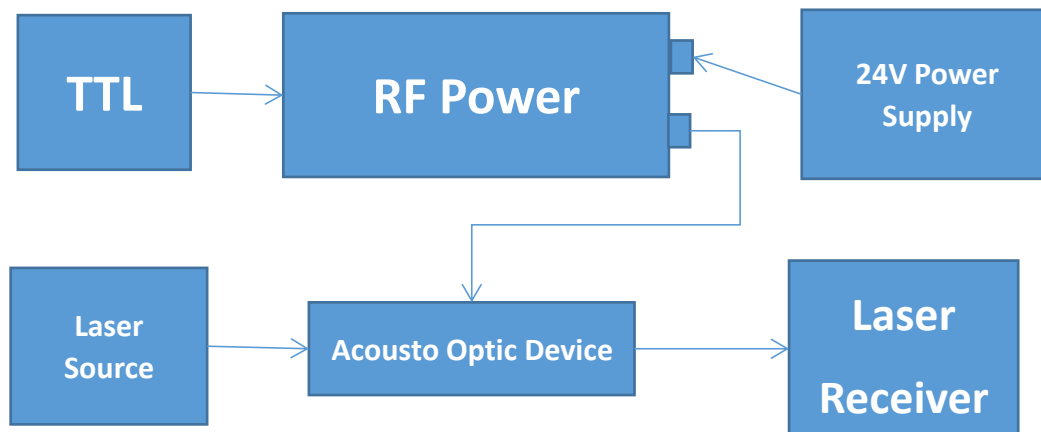 TTL
RF Power
24V Power
Supply
Laser
Source
Acousto Optic Device
Laser
Receiver